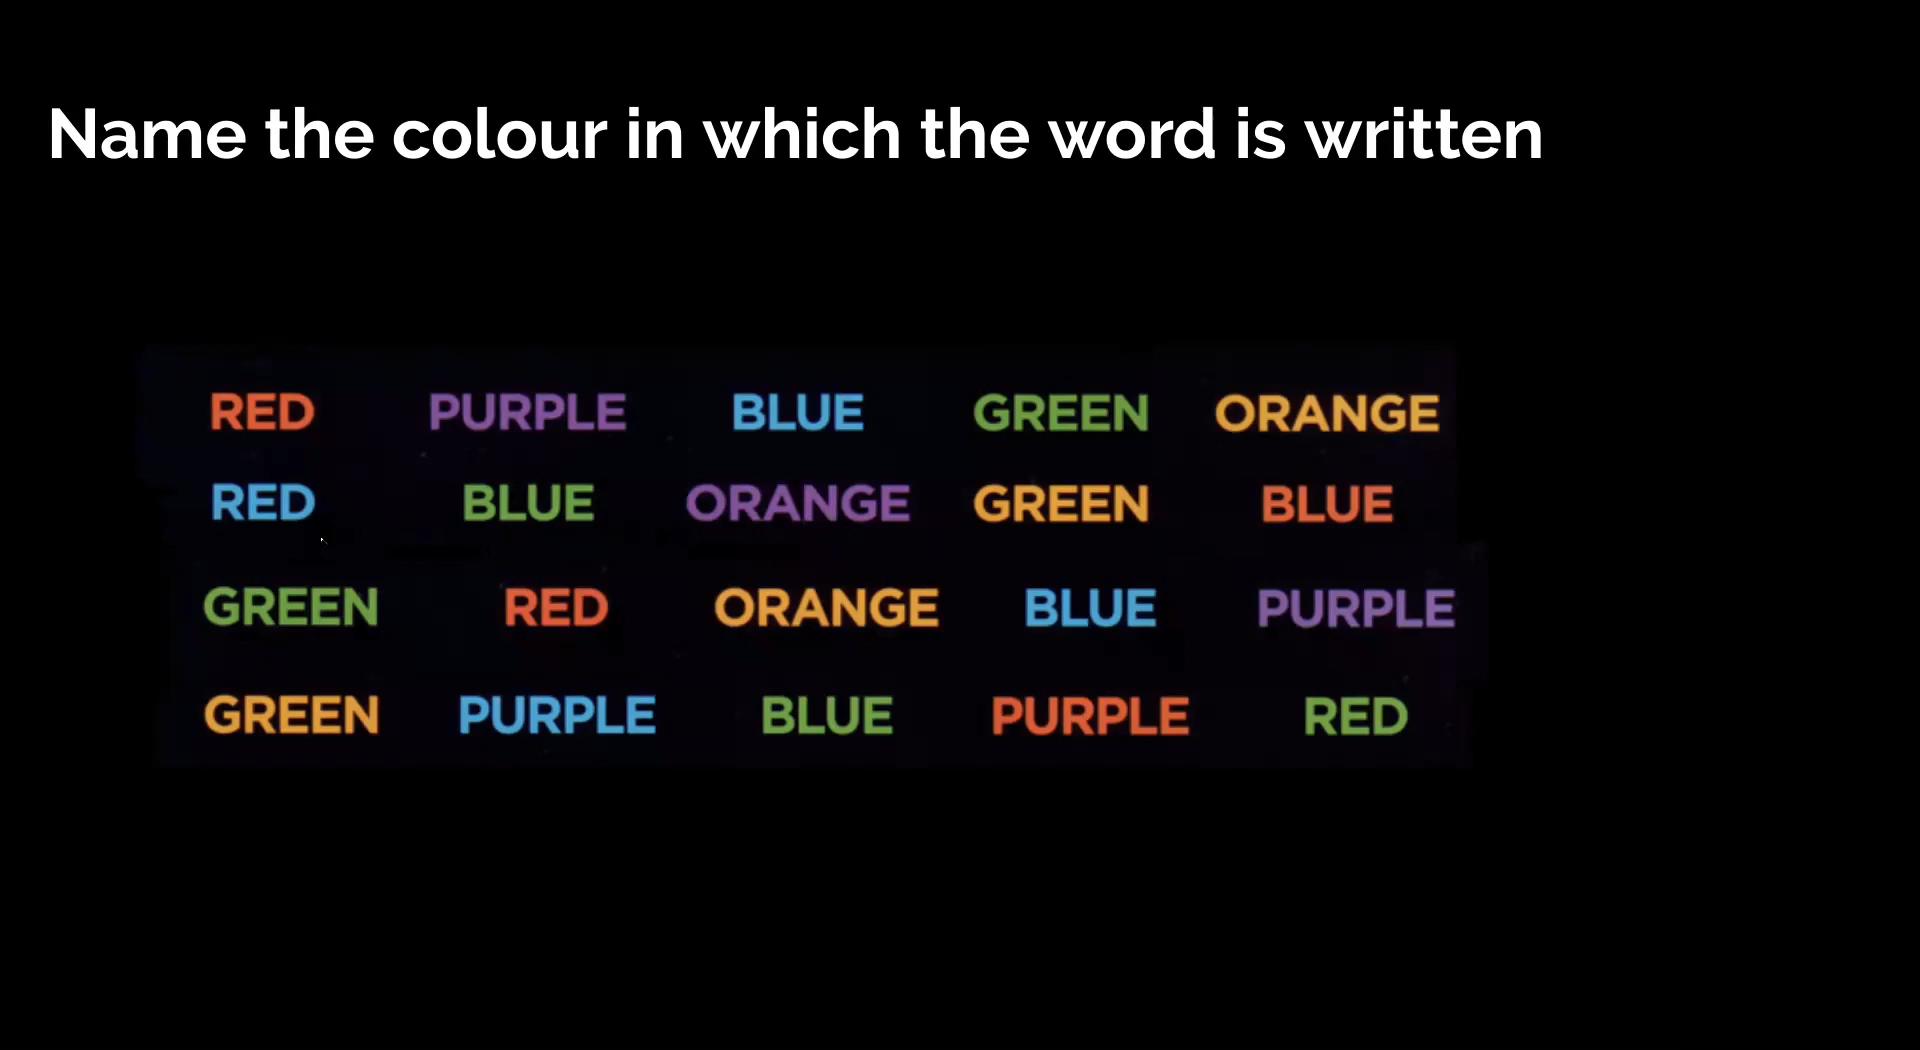 Name the colour in which the word is written
RED PURPLE BLUE GREEN ORANGE
RED BLUE ORANGE GREEN BLUE
GREEN RED ORANGE BLUE PURPLE
GREEN PURPLE BLUE PURPLE RED